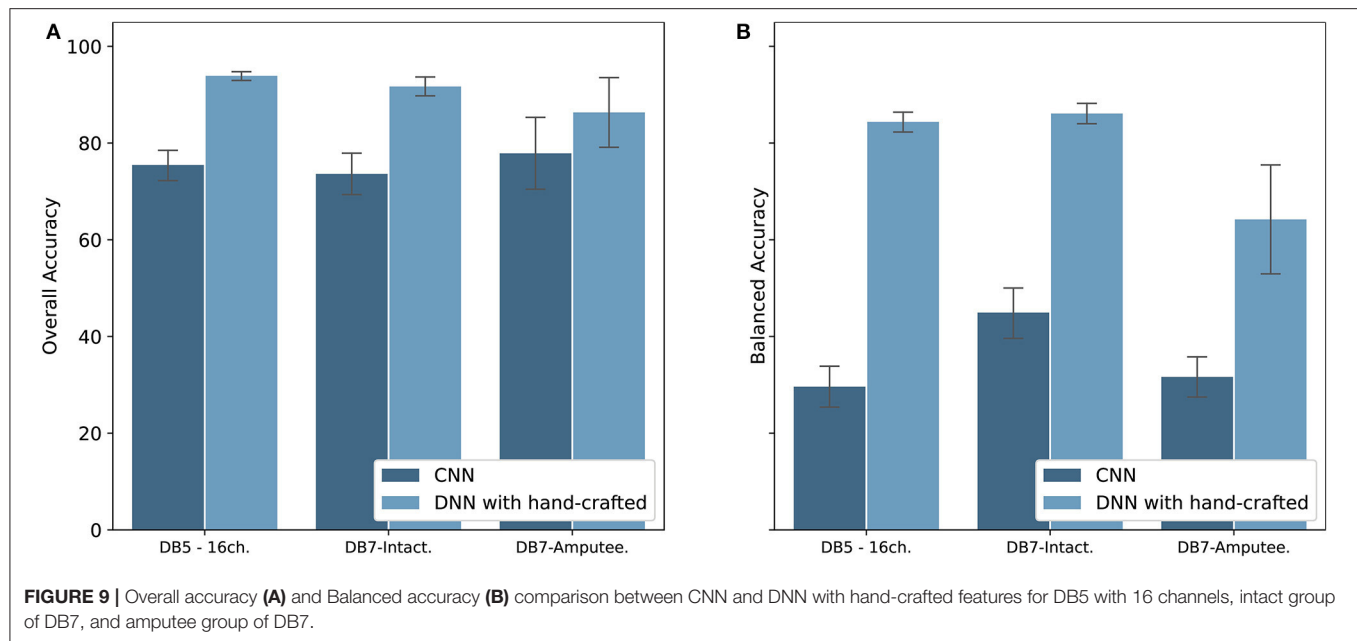 A
100
80
60
40
20
0
Overall Accuracy
CNN
DNN with hand-crafted
DB5 - 16ch.
DB7-Intact.
DB7-Amputee.
B
Balanced Accuracy
CNN
DNN with hand-crafted
DB5 - 16ch.
DB7-Intact.
DB7-Amputee.
FIGURE 9 | Overall accuracy (A) and Balanced accuracy (B) comparison between CNN and DNN with hand-crafted features for DB5 with 16 channels, intact group
of DB7, and amputee group of DB7.